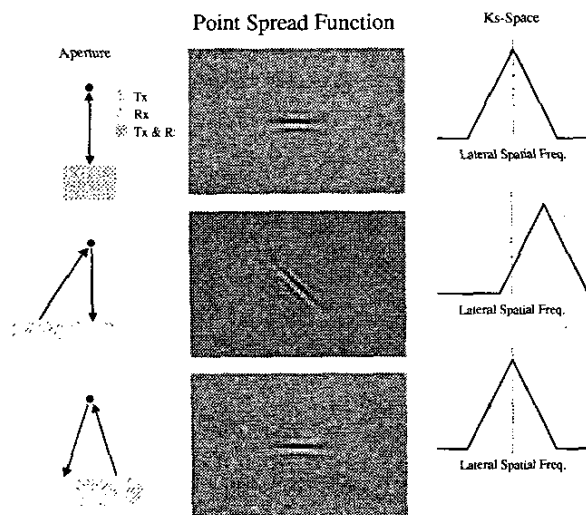 Point Spread Function
Ks-Space
Aperture
Tx
Rx
Tx & R
Lateral Spatial Freq.
Lateral Spatial Freq.
Lateral Spatial Freq.